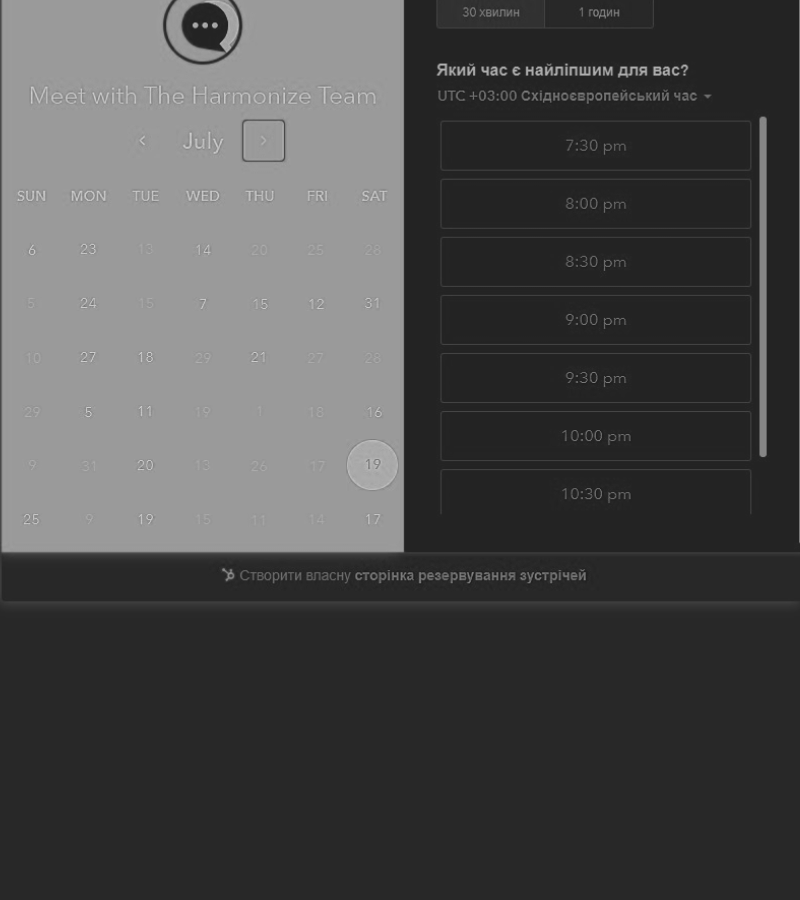 Meet with The Harmonize Team
July
SUN MON TUE WED THU FRI SAT
6 23 13 14 20 25 28
5 24 15 7 15 12 31
10 27 18 29 21 27 28
29 5 11 19 1 18 16
9 31 20 13 26 17 19
25 9 19 15 11 14 17
30 хвилин 1 годин
Який час є найліпшим для вас?
UTC +03:00 Східноєвропейський час
7:30 pm
8:00 pm
8:30 pm
9:00 pm
9:30 pm
10:00 pm
10:30 pm
Створити власну сторінка резервування зустрічей